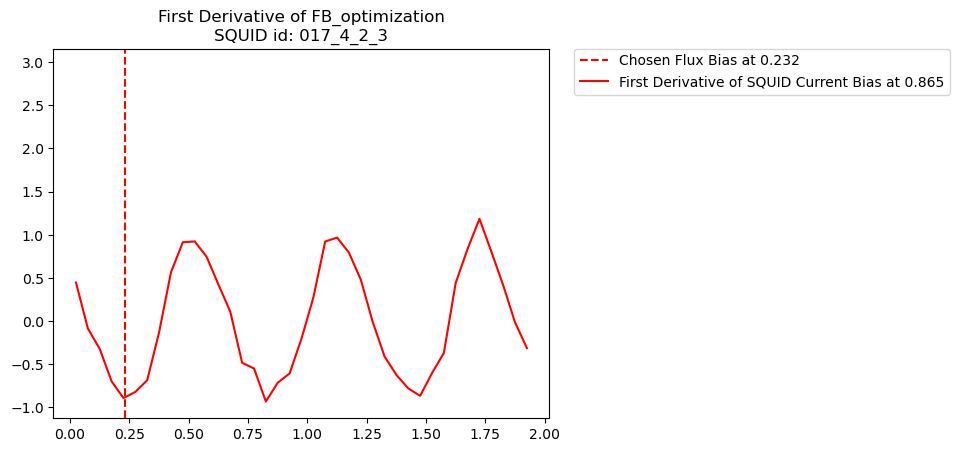 First Derivative of FB_optimization
SQUID id: 017_4_2_3
Chosen Flux Bias at 0.232
First Derivative of SQUID Current Bias at 0.865
3.0
2.5
2.0
1.5
1.0
0.5
0.0
−0.5
−1.0
0.00 0.25 0.50 0.75 1.00 1.25 1.50 1.75 2.00